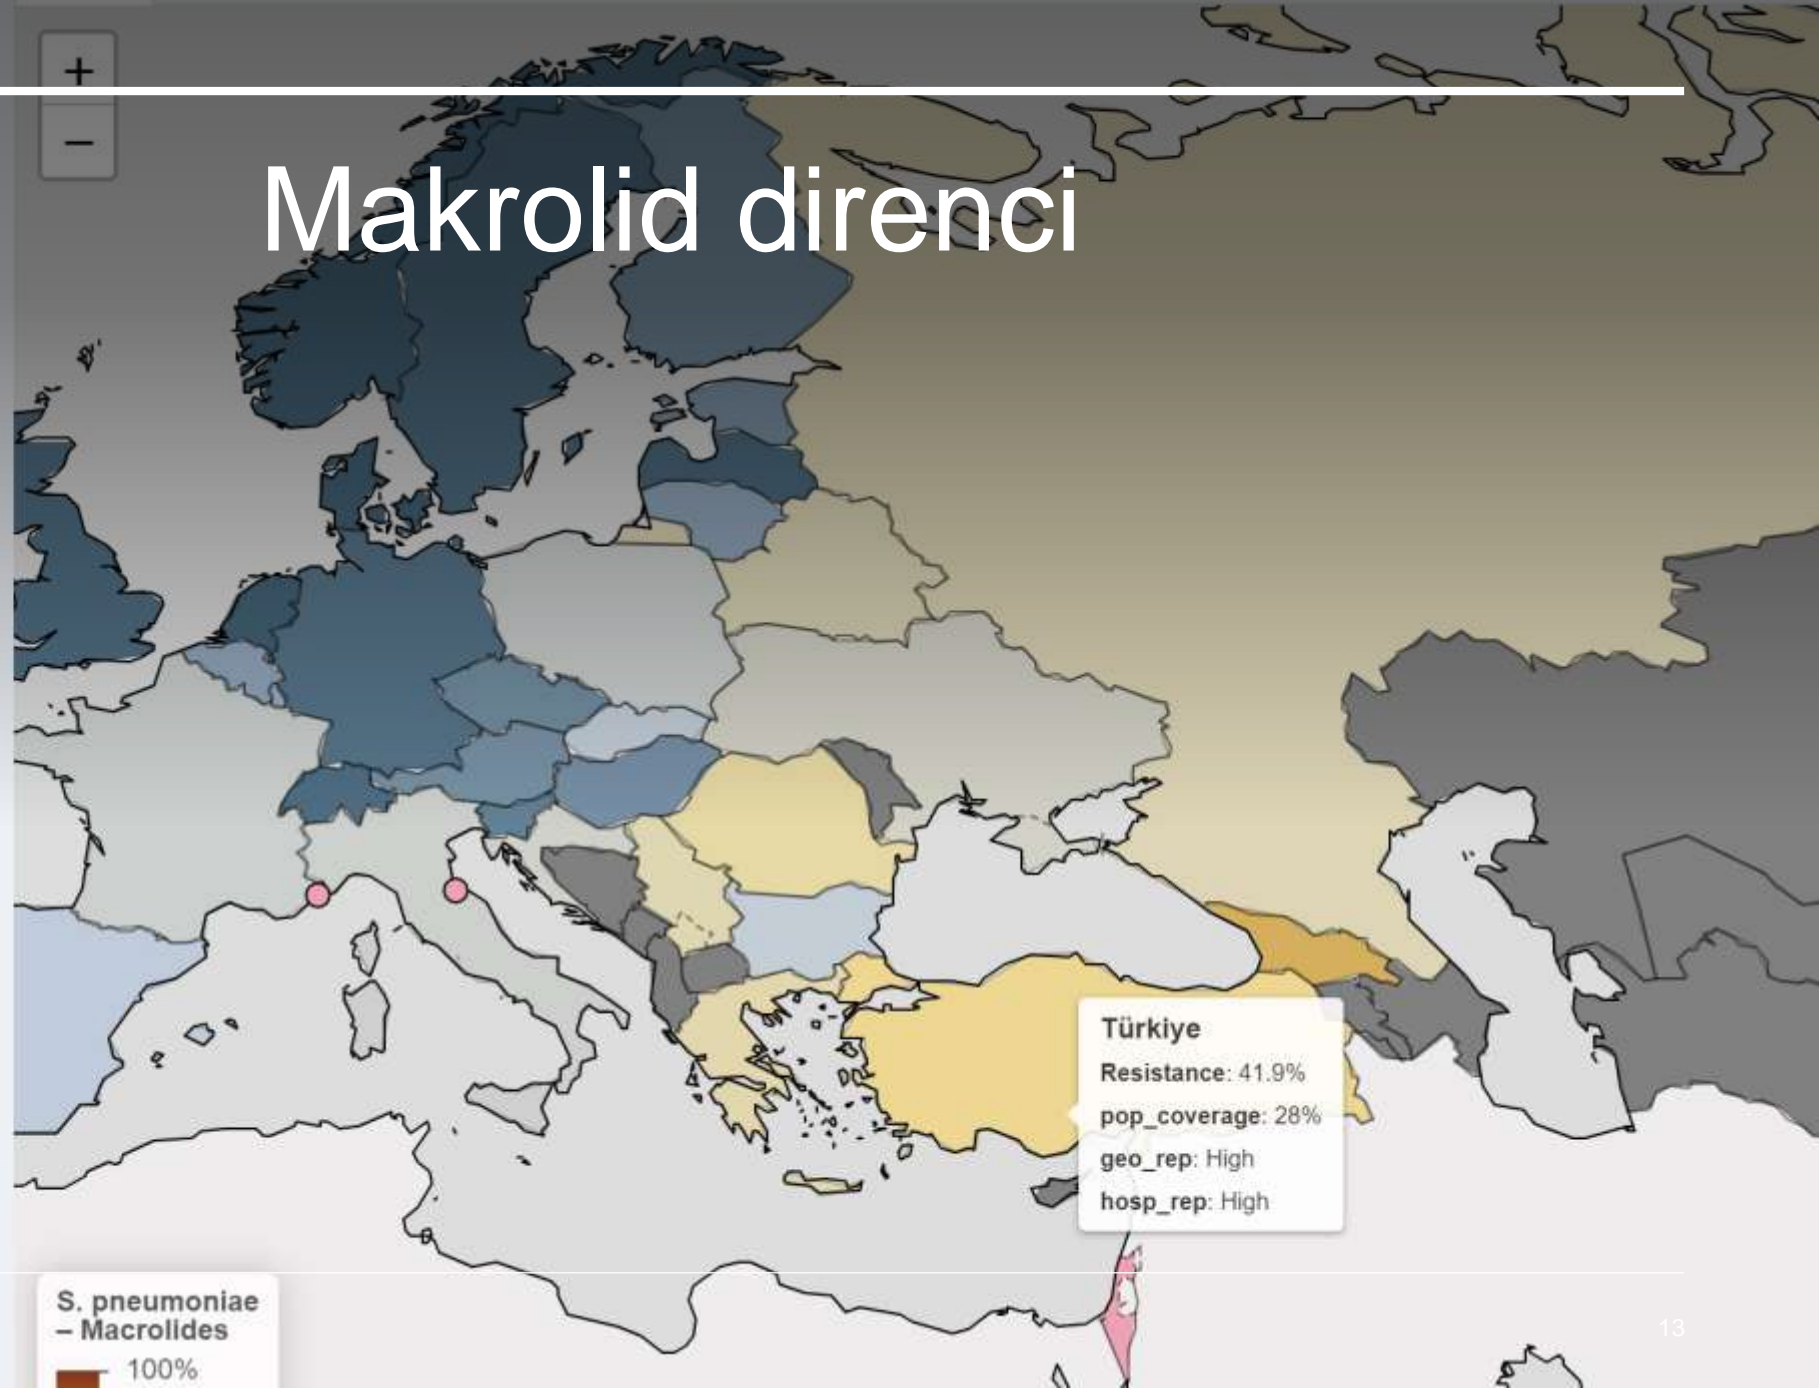 +
−
Makrolid direnci
Türkiye
Resistance: 41.9%
pop_coverage: 28%
geo_rep: High
hosp_rep: High
S. pneumoniae
– Macrolides
100%
13